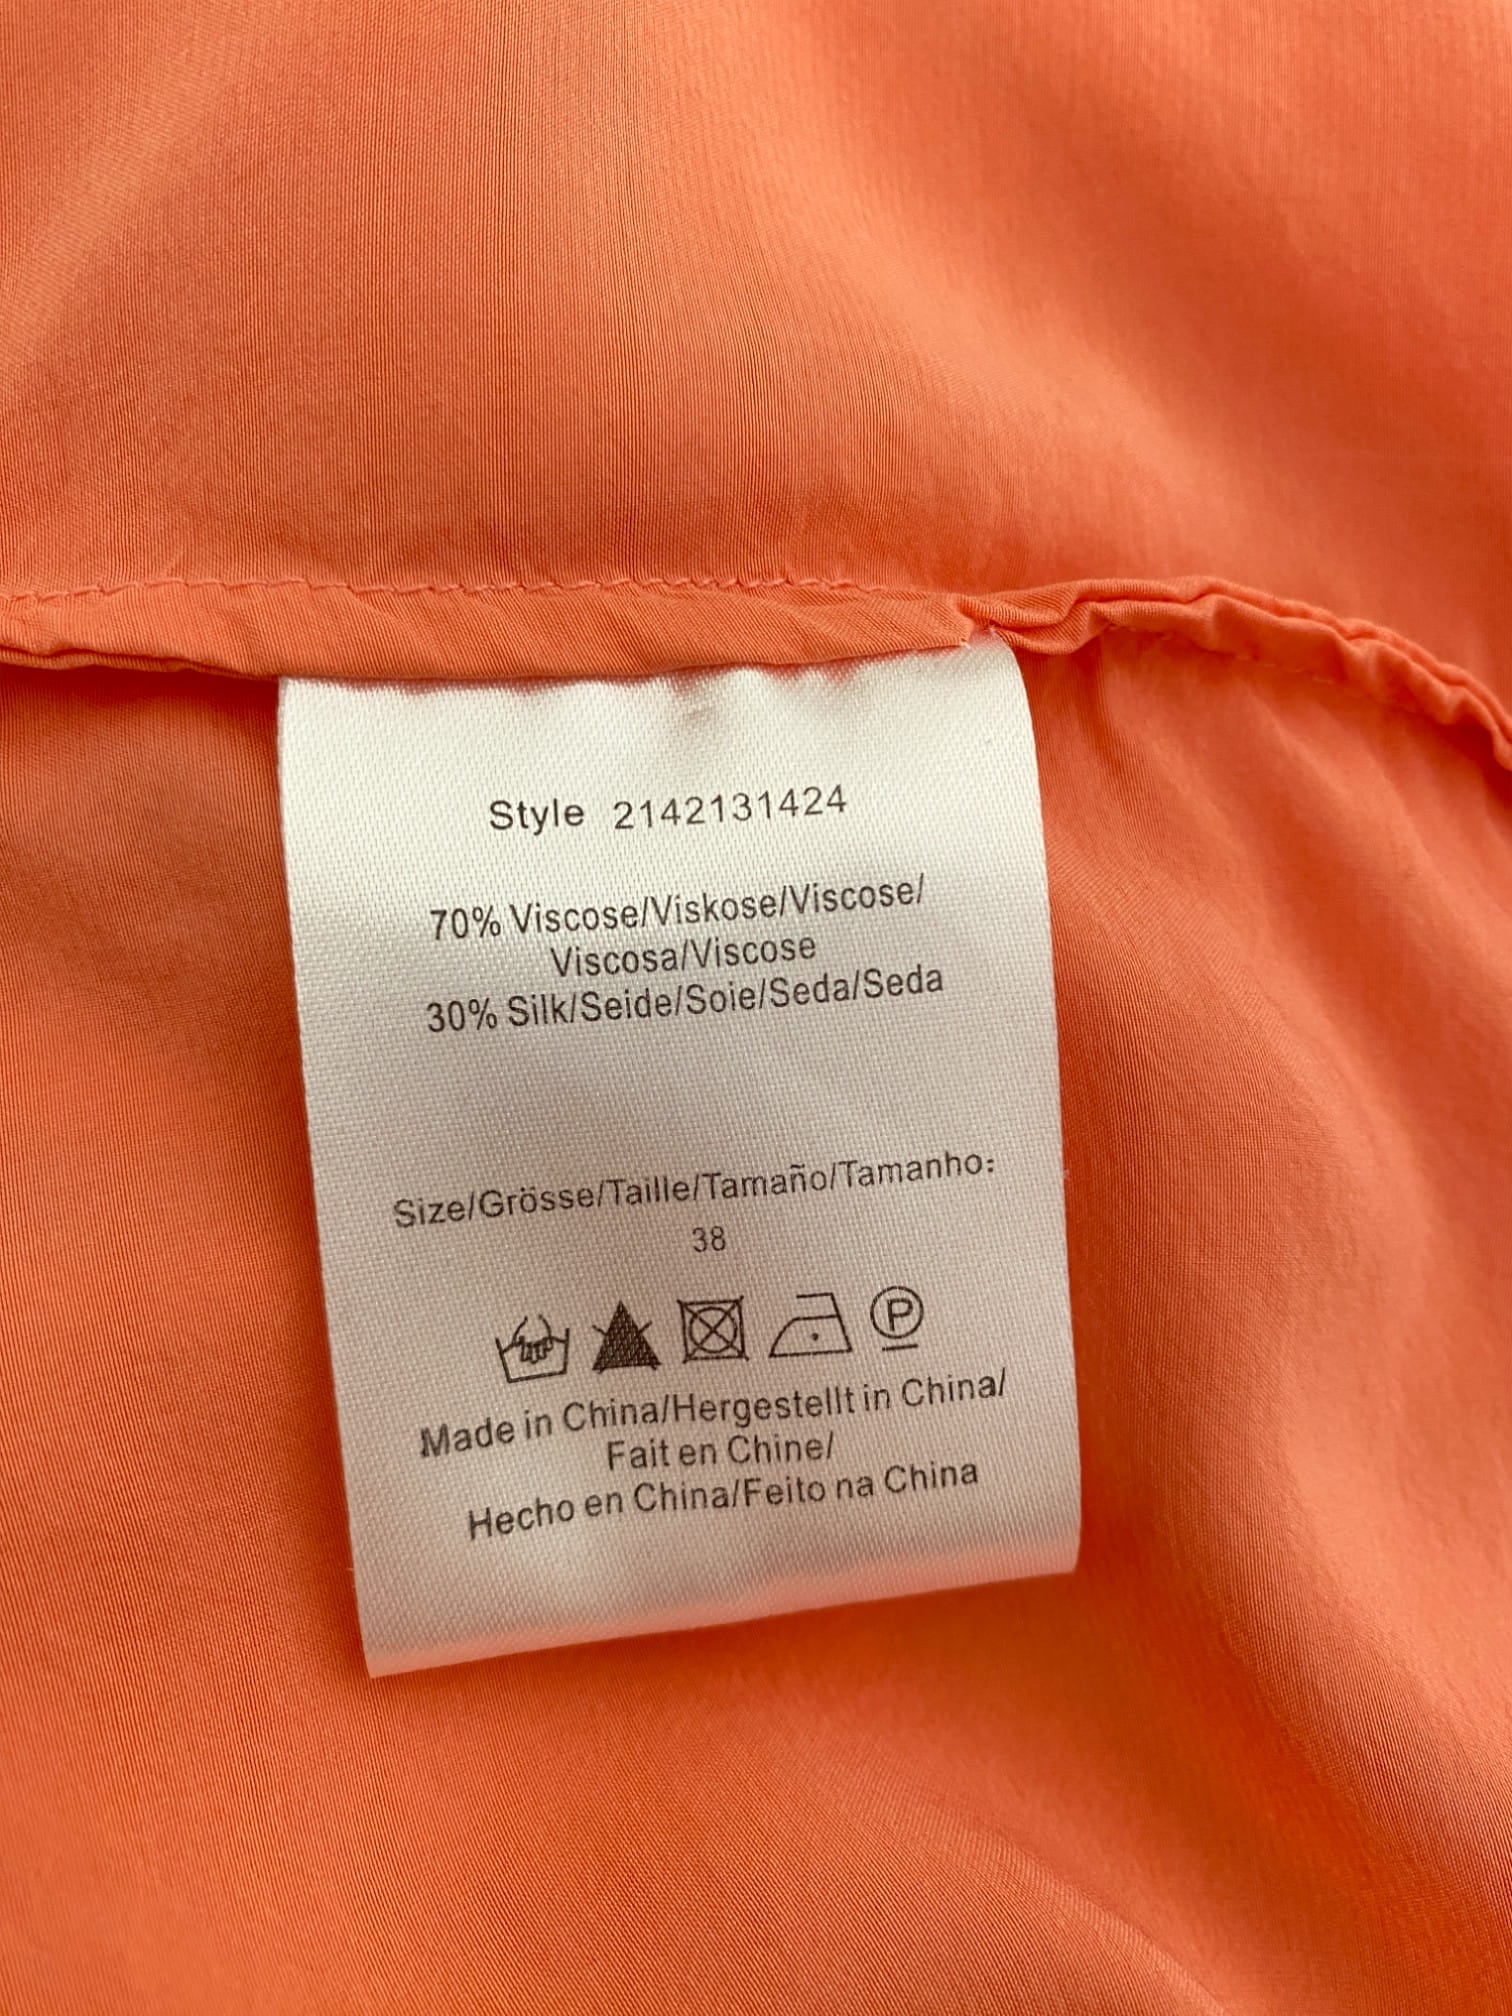 Style 2142131424
70% Viscose/Viskose/Viscose/
Viscosa/Viscose
30% Silk/Seide/Soie/Seda/Seda
Size/Grösse/Taille/Tamaño/Tamanho:
38
P
Made in China/Hergestellt in China/
Fait en Chine/
Hecho en China/Feito na China